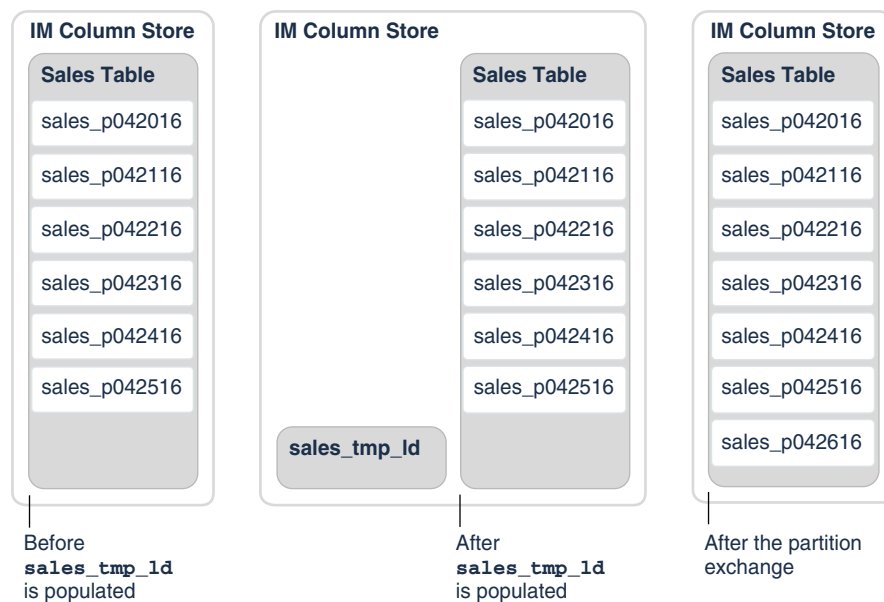 IM Column Store
Sales Table
sales_p042016
sales_p042116
sales_p042216
sales_p042316
sales_p042416
sales_p042516
Before
sales_tmp_ld
is populated
IM Column Store
sales_tmp_ld
Sales Table
sales_p042016
sales_p042116
sales_p042216
sales_p042316
sales_p042416
sales_p042516
After
sales_tmp_ld
is populated
IM Column Store
Sales Table
sales_p042016
sales_p042116
sales_p042216
sales_p042316
sales_p042416
sales_p042516
sales_p042616
After the partition
exchange